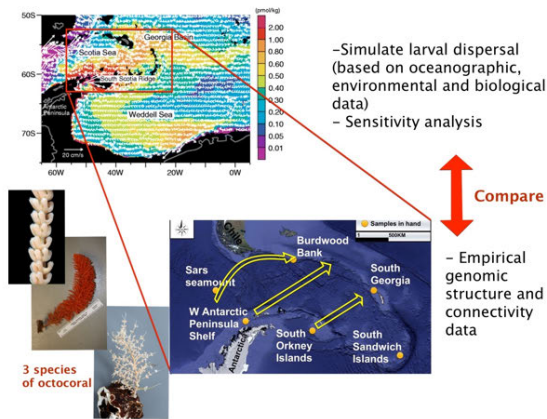 (pmol/kg)
50S
Georgia Basin
Scotia Sea
60S
South Scotia Ridge
Antarctic
Peninsula
Weddell Sea
70S
20 cm/s
60W
40W
20W
0W
2.00
1.00
0.80
0.60
0.40
0.30
0.20
0.10
0.05
0.01
-Simulate larval dispersal
(based on oceanographic,
environmental and biological
data)
- Sensitivity analysis
Compare
- Empirical
genomic
structure and
connectivity
data
Samples in hand
500KM
Burdwood
Bank
Sars
seamount
South
Georgia
W Antarctic
Peninsula
Shelf
South
Orkney
Islands
South
Sandwich
Islands
Antarctic
3 species
of octocoral